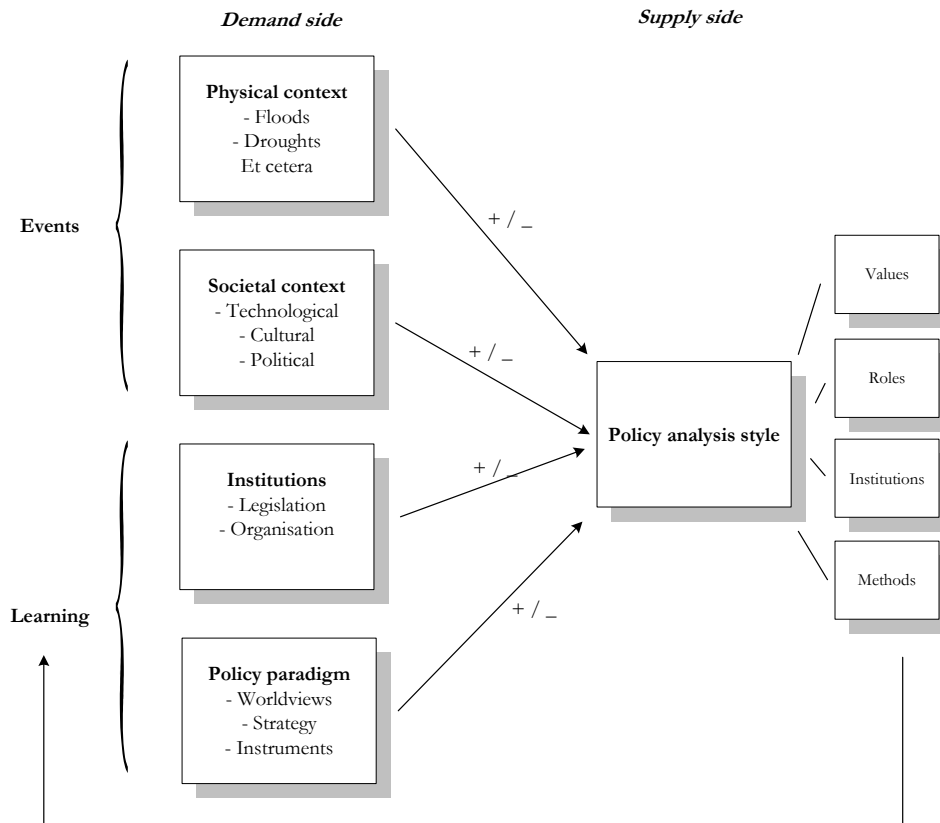 Demand side
Supply side
Events
Physical context
- Floods
- Droughts
Et cetera
+ / _
Societal context
- Technological
- Cultural
- Political
+ / _
Learning
Institutions
- Legislation
- Organisation
+ / _
Policy paradigm
- Worldviews
- Strategy
- Instruments
+ / _
Policy analysis style
Values
Roles
Institutions
Methods